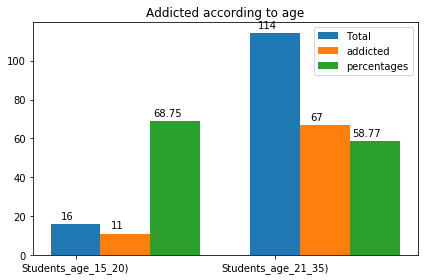 Addicted according to age
Total
addicted
percentages
114
67
58.77
68.75
16
11
100
80
60
40
20
0
Students_age_15_20)
Students_age_21_35)